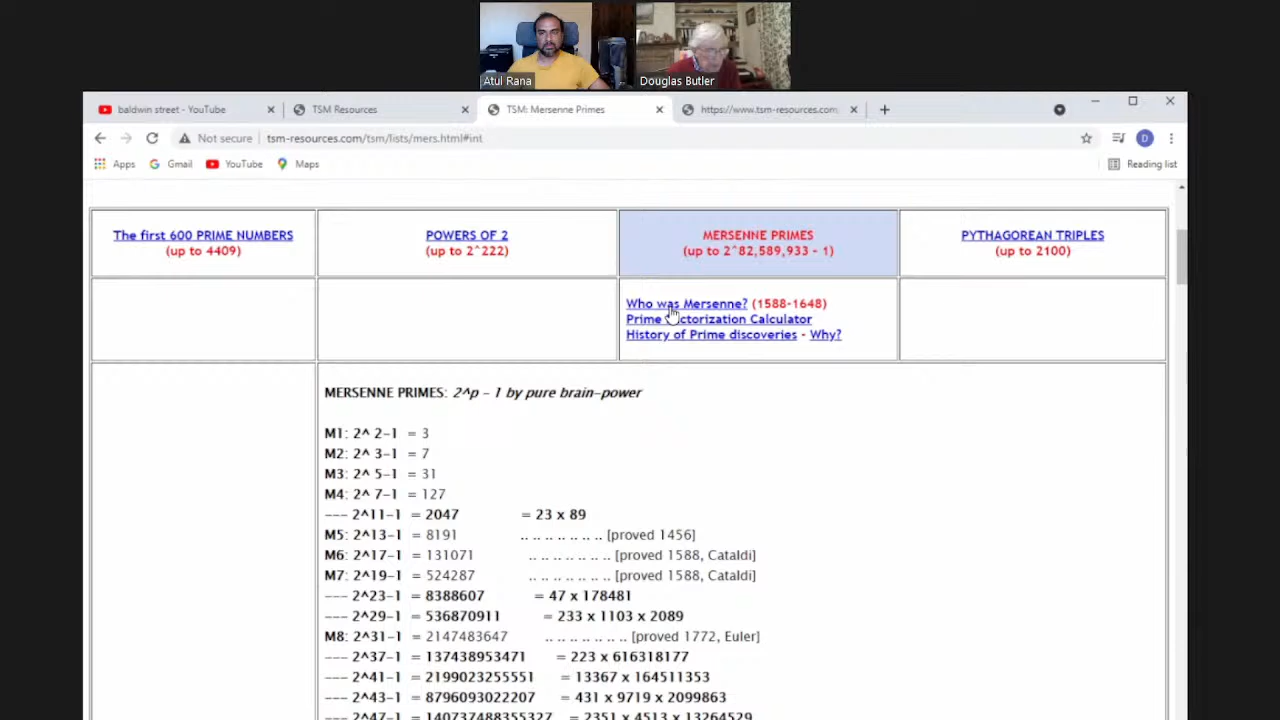 Atul Rana
Douglas Butler
baldwin street - YouTube
TSM Resources
TSM: Mersenne Primes
https://www.tsm-resources.com
Not secure
tsm-resources.com/tsm/lists/mers.html#int
D
Apps
Gmail
YouTube
Maps
Reading list
The first 600 PRIME NUMBERS
(up to 4409)
POWERS OF 2
(up to 2^222)
MERSENNE PRIMES
(up to 2^82,589,933 - 1)
PYTHAGOREAN TRIPLES
(up to 2100)
Who was Mersenne? (1588-1648)
Prime Factorization Calculator
History of Prime discoveries - Why?
MERSENNE PRIMES: 2^p - 1 by pure brain-power
M1: 2^ 2-1 = 3
M2: 2^ 3-1 = 7
M3: 2^ 5-1 = 31
M4: 2^ 7-1 = 127
--- 2^11-1 = 2047 = 23 x 89
M5: 2^13-1 = 8191 .. .. .. .. .. .. .. [proved 1456]
M6: 2^17-1 = 131071 .. .. .. .. .. .. .. [proved 1588, Cataldi]
M7: 2^19-1 = 524287 .. .. .. .. .. .. .. [proved 1588, Cataldi]
--- 2^23-1 = 8388607 = 47 x 178481
--- 2^29-1 = 536870911 = 233 x 1103 x 2089
M8: 2^31-1 = 2147483647 .. .. .. .. .. .. .. [proved 1772, Euler]
--- 2^37-1 = 137438953471 = 223 x 616318177
--- 2^41-1 = 2199023255551 = 13367 x 164511353
--- 2^43-1 = 8796093022207 = 431 x 9719 x 2099863
--- 2^47-1 = 140737488355327 = 2351 x 4513 x 13264529